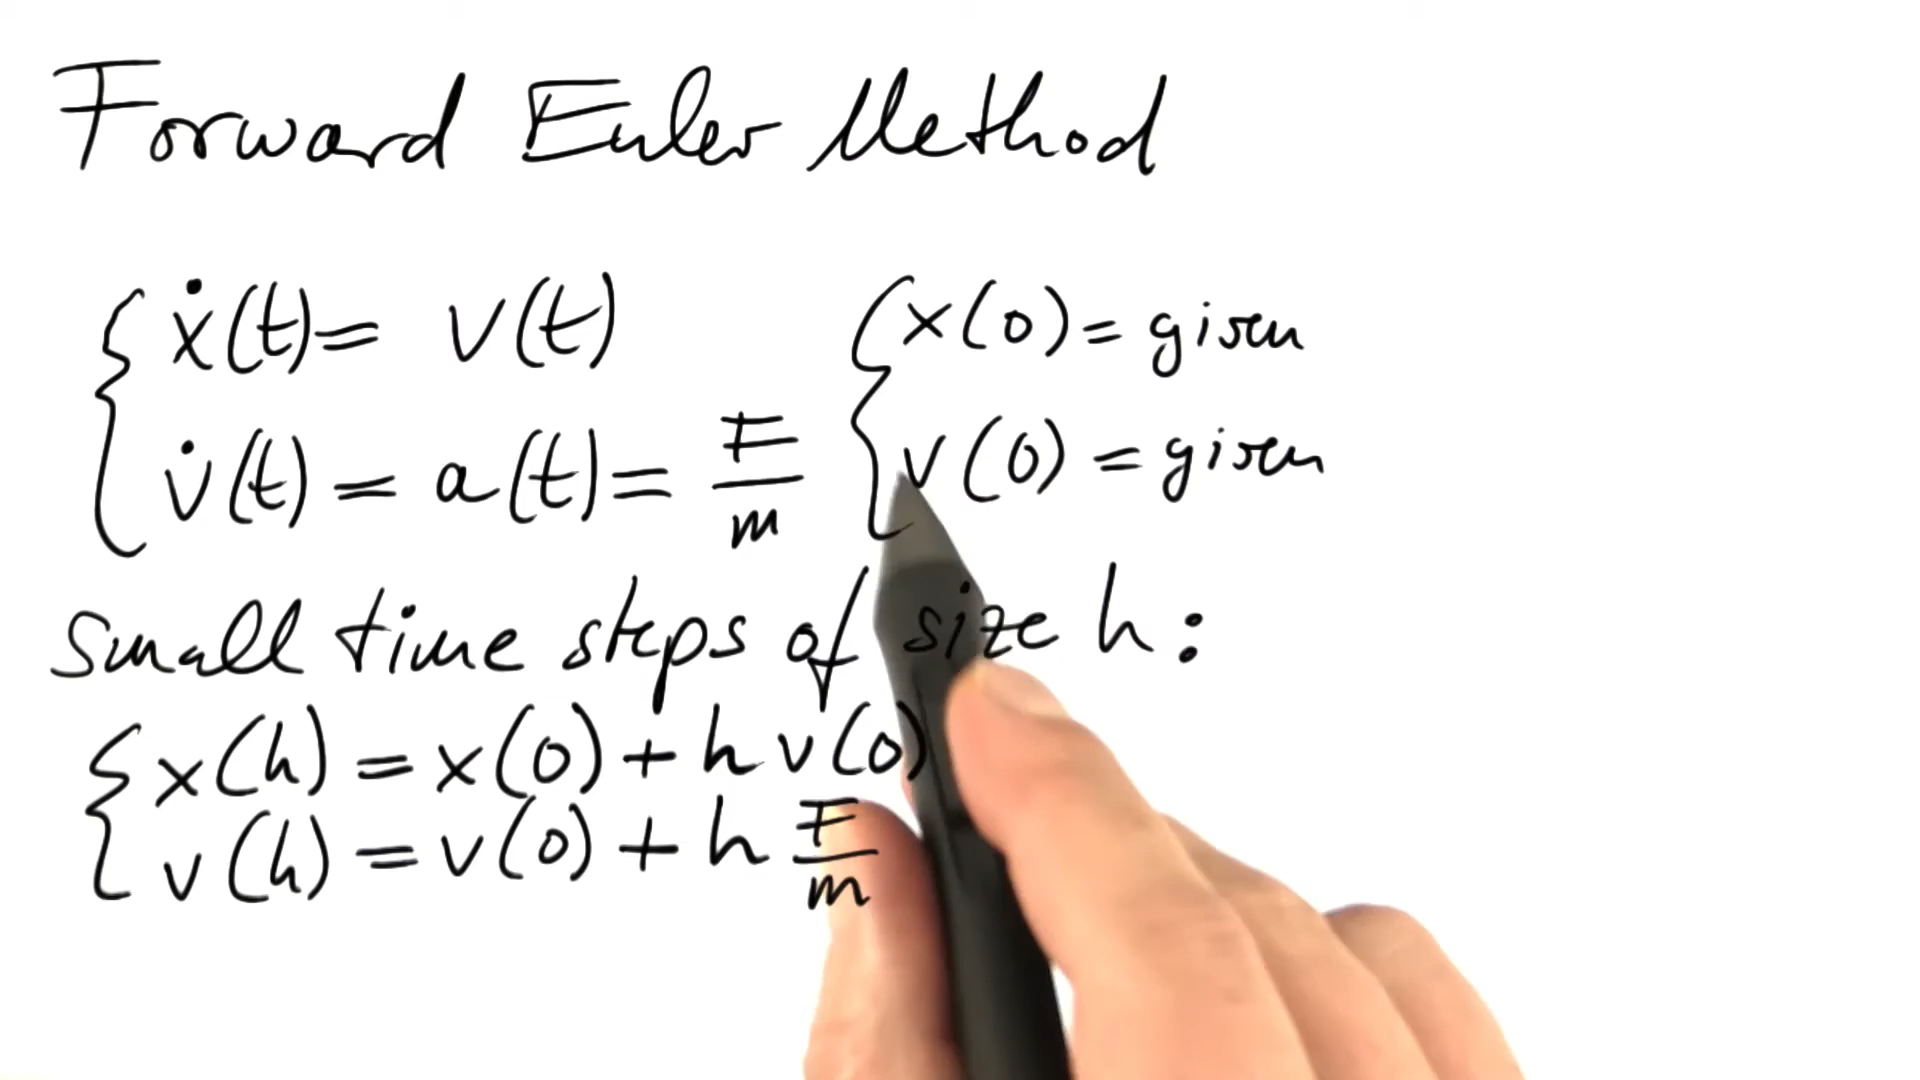 Forward Euler Method
ẋ(t) = v(t)
v̇(t) = a(t) = F/m
x(0) = given
v(0) = given
small time steps of size h:
x(h) = x(0) + h v(0)
v(h) = v(0) + h F/m